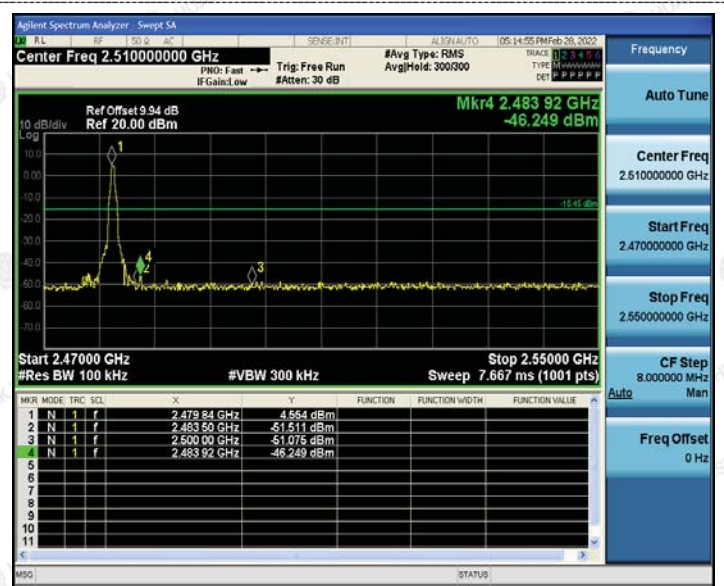 Agilent Spectrum Analyzer - Swept SA
RL RF 50 Ω AC SENSE:INT ALIGN AUTO 05:14:55 PM Feb 28, 2022
Center Freq 2.510000000 GHz
PNO: Fast
IFGain:Low
Trig: Free Run
#Atten: 30 dB
#Avg Type: RMS
Avg|Hold: 300/300
TRACE 1 2 3 4 5 6
TYPE M
DET P P P P P P
Mkr4 2.483 92 GHz
-46.249 dBm
Ref Offset 9.94 dB
10 dB/div Ref 20.00 dBm
Log
10.0
0.00
-10.0
-20.0
-30.0
-40.0
-50.0
-60.0
-70.0
1
4
2
3
-15.45 dBm
Start 2.47000 GHz Stop 2.55000 GHz
#Res BW 100 kHz #VBW 300 kHz Sweep 7.667 ms (1001 pts)
MKR MODE TRC SCL X Y FUNCTION FUNCTION WIDTH FUNCTION VALUE
1 N 1 f 2.479 84 GHz 4.554 dBm
2 N 1 f 2.483 50 GHz -51.511 dBm
3 N 1 f 2.500 00 GHz -51.075 dBm
4 N 1 f 2.483 92 GHz -46.249 dBm
5
6
7
8
9
10
11
MSG STATUS
Frequency
Auto Tune
Center Freq
2.510000000 GHz
Start Freq
2.470000000 GHz
Stop Freq
2.550000000 GHz
CF Step
8.000000 MHz
Auto Man
Freq Offset
0 Hz